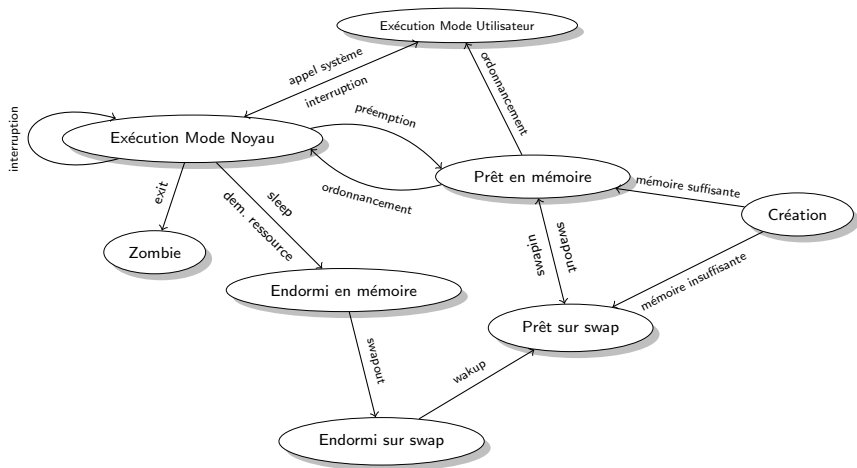 Exécution Mode Utilisateur
appel système
interruption
ordonnancement
interruption
préemption
Exécution Mode Noyau
Prêt en mémoire
mémoire suffisante
ordonnancement
exit
sleep
dem. ressource
Création
swapout
swapin
Zombie
mémoire insuffisante
Endormi en mémoire
Prêt sur swap
swapout
wakup
Endormi sur swap